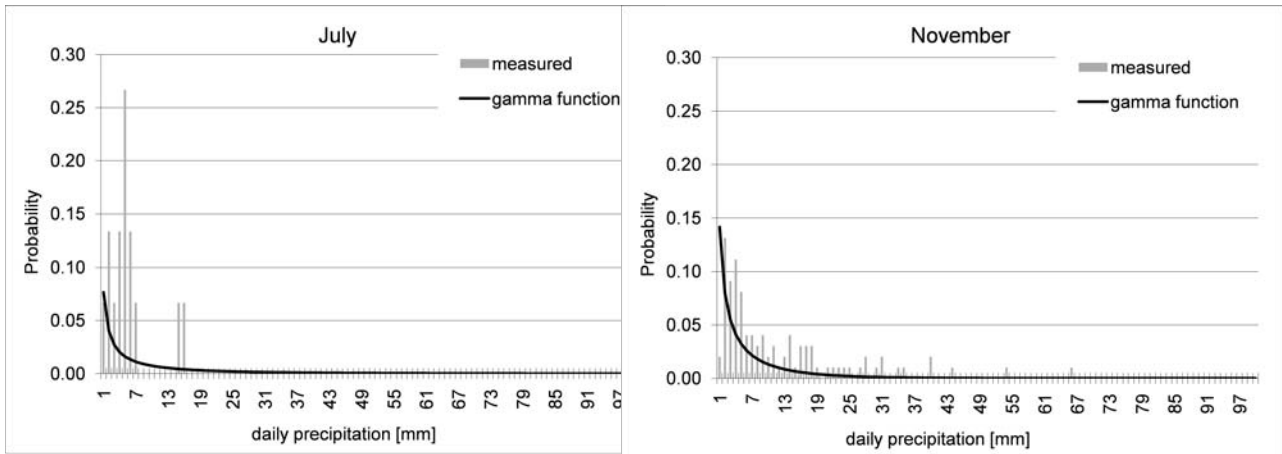 July
0.30
0.25
0.20
0.15
0.10
0.05
0.00
Probability
measured
gamma function
1 7 13 19 25 31 37 43 49 55 61 67 73 79 85 91
daily precipitation [mm]
November
0.30
0.25
0.20
0.15
0.10
0.05
0.00
Probability
measured
gamma function
1 7 13 19 25 31 37 43 49 55 61 67 73 79 85 91 97
daily precipitation [mm]